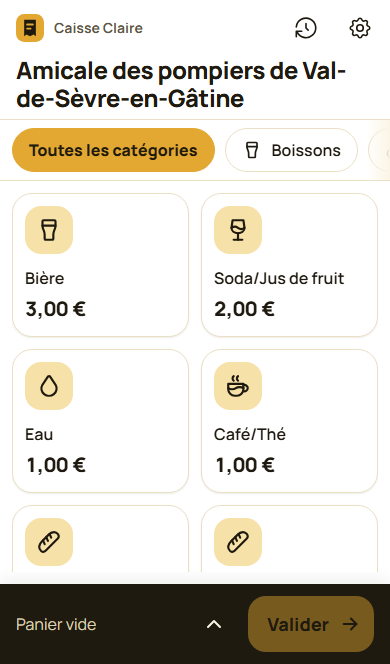 Caisse Claire
Amicale des pompiers de Val-
de-Sèvre-en-Gâtine
Toutes les catégories
Boissons
Bière
3,00 €
Soda/Jus de fruit
2,00 €
Eau
1,00 €
Café/Thé
1,00 €
Panier vide
Valider